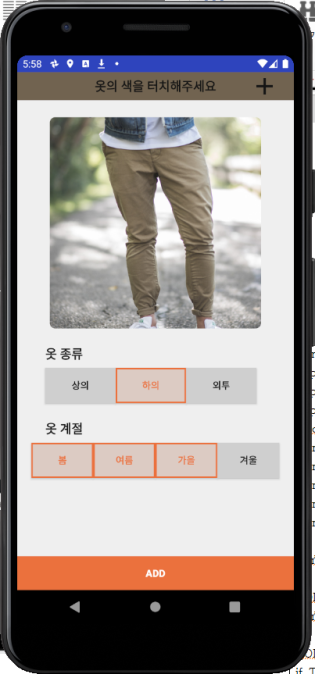 5:58
옷의 색을 터치해주세요
옷 종류
상의 하의 외투
옷 계절
봄 여름 가을 겨울
ADD